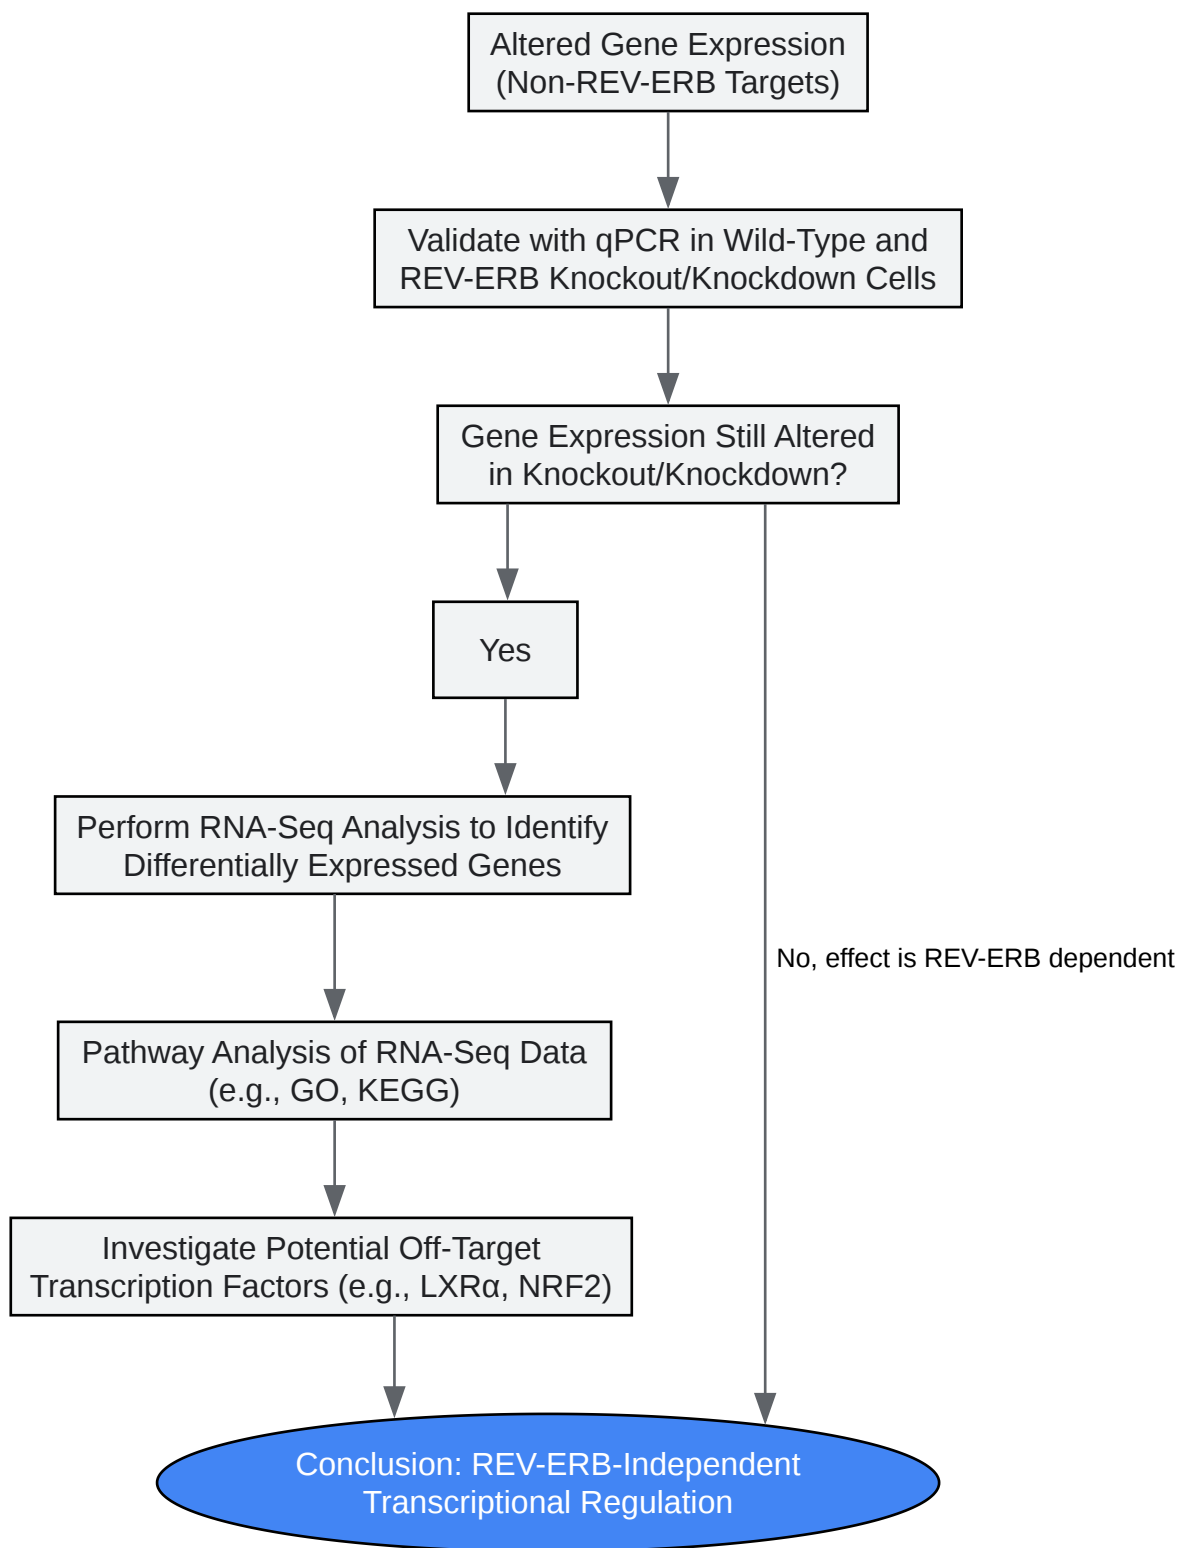 Altered Gene Expression
(Non-REV-ERB Targets)
Validate with qPCR in Wild-Type and
REV-ERB Knockout/Knockdown Cells
Gene Expression Still Altered
in Knockout/Knockdown?
Yes
Perform RNA-Seq Analysis to Identify
Differentially Expressed Genes
No, effect is REV-ERB dependent
Pathway Analysis of RNA-Seq Data
(e.g., GO, KEGG)
Investigate Potential Off-Target
Transcription Factors (e.g., LXRα, NRF2)
Conclusion: REV-ERB-Independent
Transcriptional Regulation